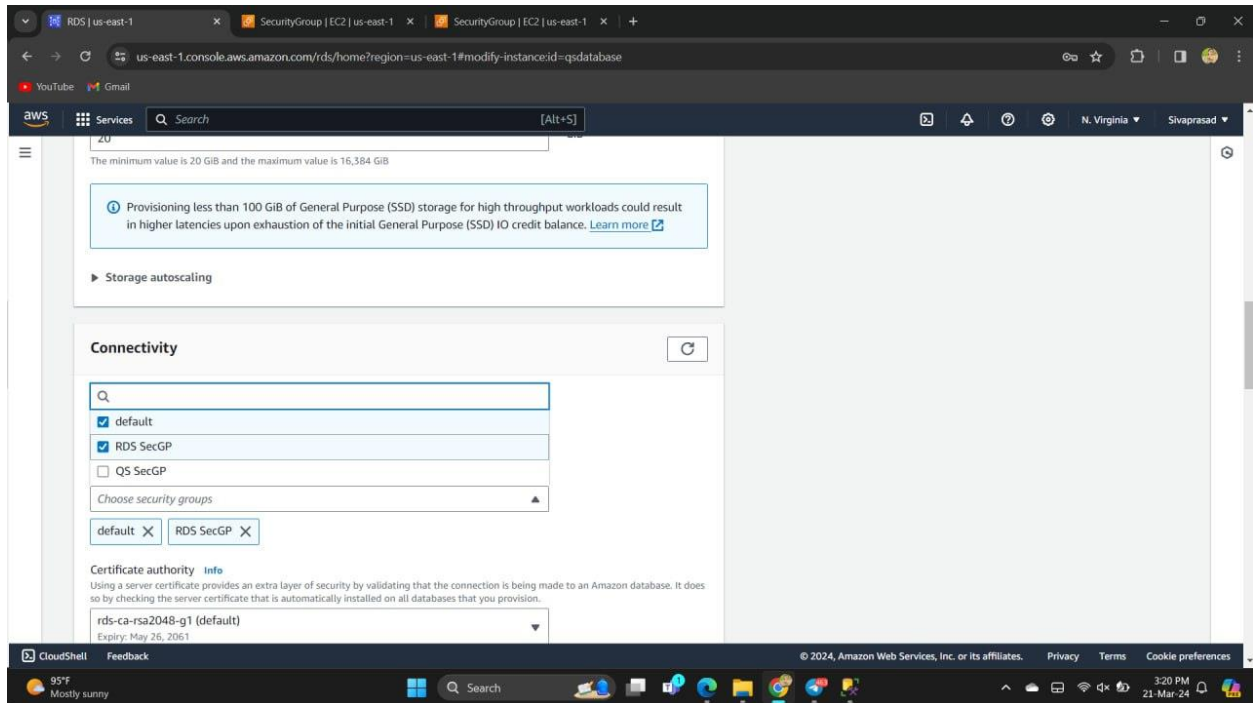 RDS | us-east-1
SecurityGroup | EC2 | us-east-1
SecurityGroup | EC2 | us-east-1
us-east-1.console.aws.amazon.com/rds/home?region=us-east-1#modify-instance:id=qsdatabase
YouTube Gmail
aws Services Search [Alt+S] N. Virginia Sivaprasad
20
The minimum value is 20 GiB and the maximum value is 16,384 GiB
Provisioning less than 100 GiB of General Purpose (SSD) storage for high throughput workloads could result
in higher latencies upon exhaustion of the initial General Purpose (SSD) IO credit balance. Learn more
Storage autoscaling
Connectivity
default
RDS SecGP
QS SecGP
Choose security groups
default RDS SecGP
Certificate authority Info
Using a server certificate provides an extra layer of security by validating that the connection is being made to an Amazon database. It does
so by checking the server certificate that is automatically installed on all databases that you provision.
rds-ca-rsa2048-g1 (default)
Expiry: May 26, 2061
CloudShell Feedback © 2024, Amazon Web Services, Inc. or its affiliates. Privacy Terms Cookie preferences
95°F
Mostly sunny
Search
3:20 PM
21-Mar-24